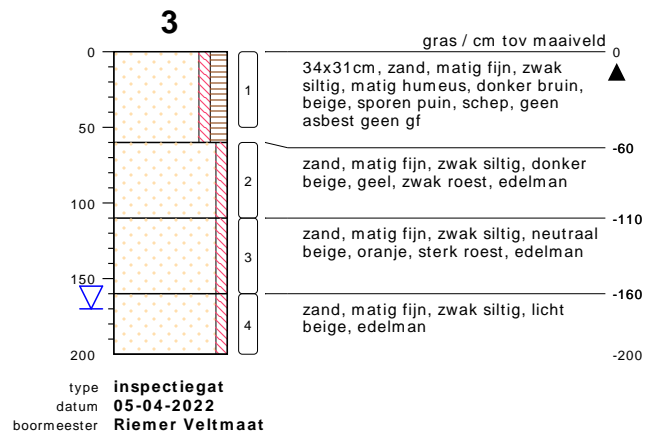 3
gras / cm tov maaiveld
0
0
34x31cm, zand, matig fijn, zwak
siltig, matig humeus, donker bruin,
beige, sporen puin, schep, geen
asbest geen gf
1
50
-60
zand, matig fijn, zwak siltig, donker
beige, geel, zwak roest, edelman
2
100
-110
zand, matig fijn, zwak siltig, neutraal
beige, oranje, sterk roest, edelman
3
150
-160
zand, matig fijn, zwak siltig, licht
beige, edelman
4
200
-200
type inspectiegat
datum 05-04-2022
boormeester Riemer Veltmaat